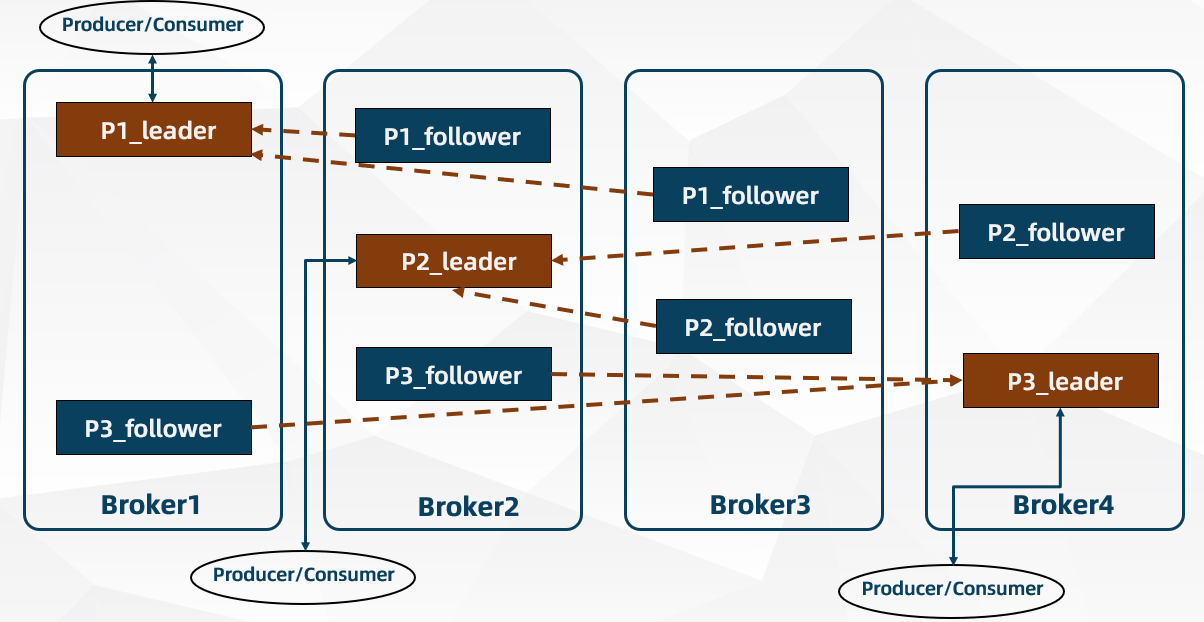 Producer/Consumer
P1_leader
P1_follower
P1_follower
P2_follower
P2_leader
P2_follower
P3_follower
P3_leader
P3_follower
Broker1
Broker2
Broker3
Broker4
Producer/Consumer
Producer/Consumer